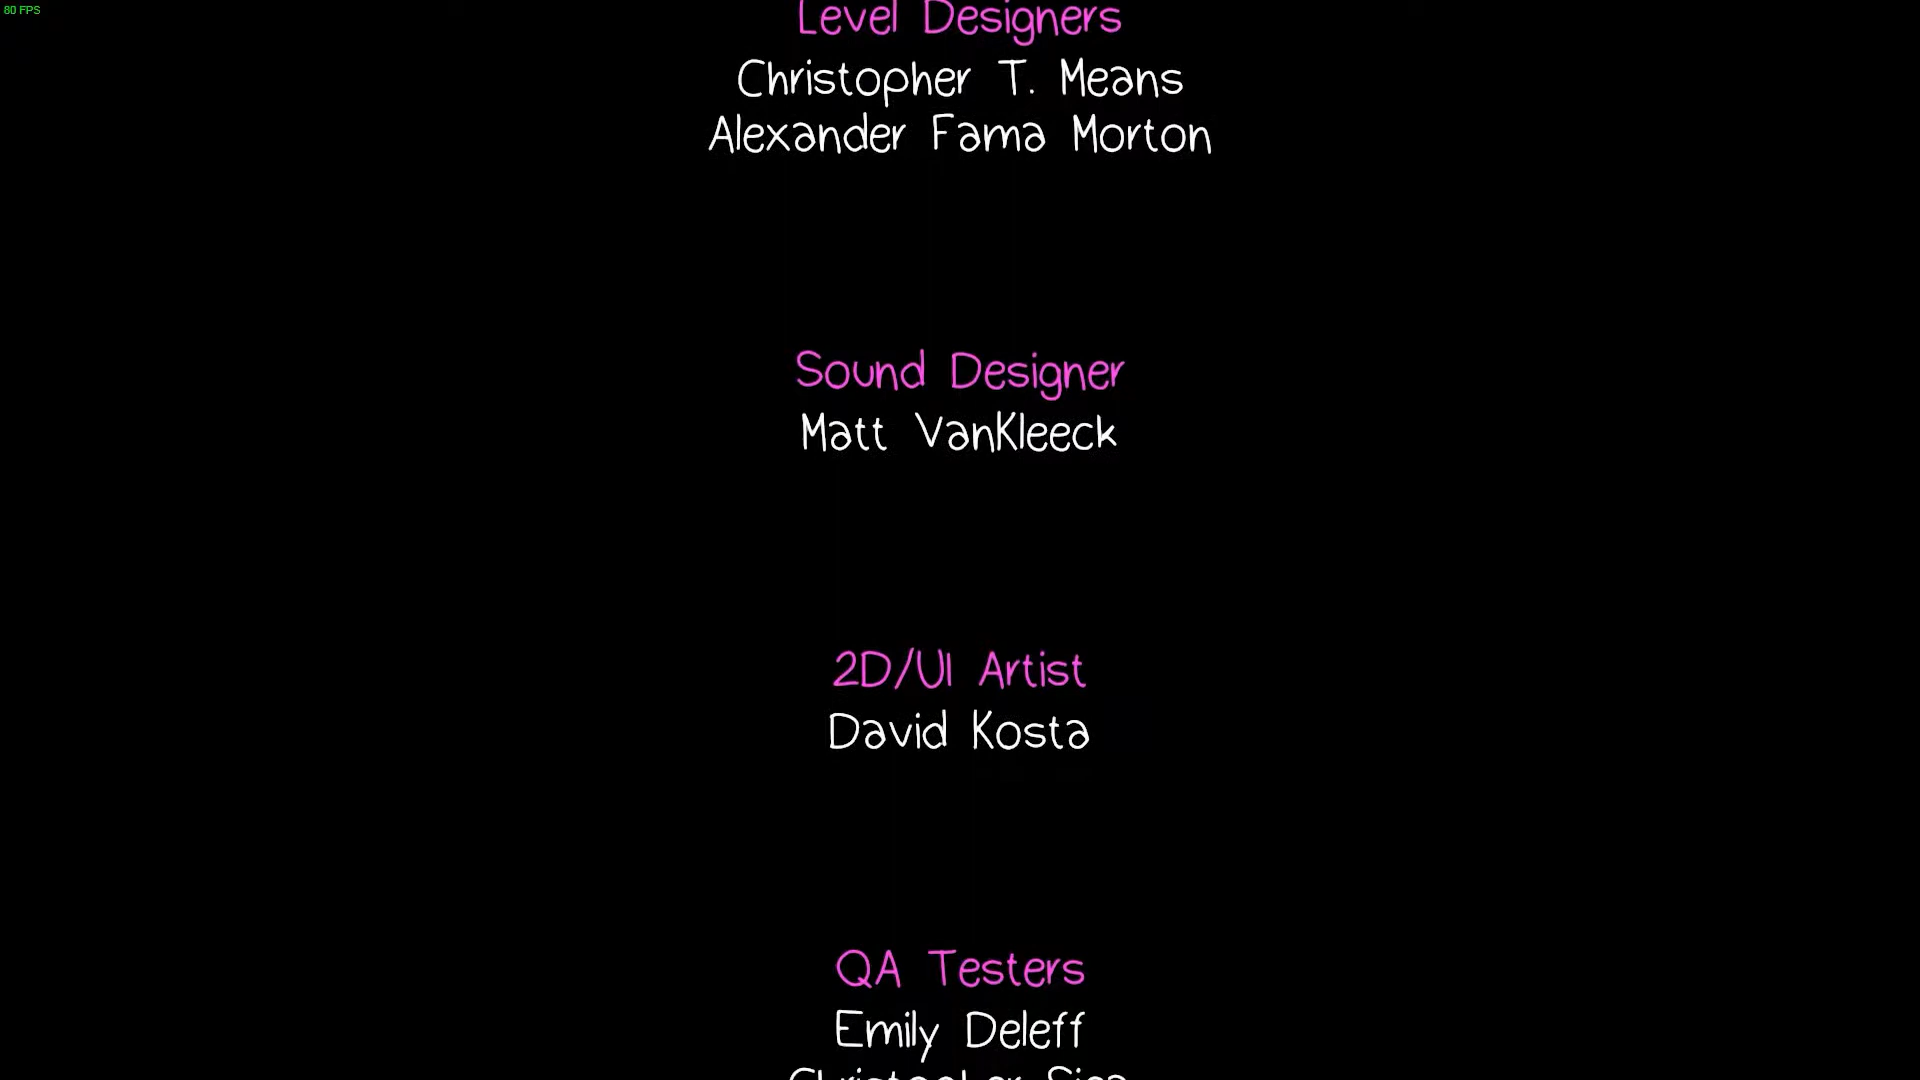 80 FPS
Level Designers
Christopher T. Means
Alexander Fama Morton
Sound Designer
Matt VanKleeck
2D/UI Artist
David Kosta
QA Testers
Emily Deleff
Christopher